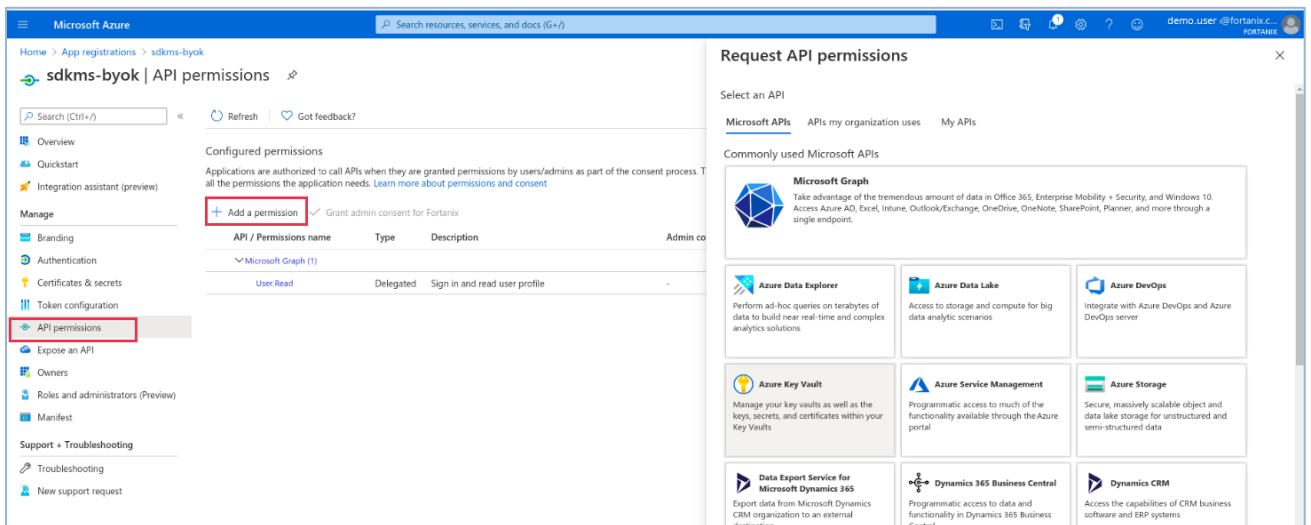 Microsoft Azure
Search resources, services, and docs (G+/)
1
demo.user @fortanix.c...
FORTANIX
Home > App registrations > sdkms-byok
sdkms-byok | API permissions
Search (Ctrl+/)
«
Overview
Quickstart
Integration assistant (preview)
Manage
Branding
Authentication
Certificates & secrets
Token configuration
API permissions
Expose an API
Owners
Roles and administrators (Preview)
Manifest
Support + Troubleshooting
Troubleshooting
New support request
Refresh
Got feedback?
Configured permissions
Applications are authorized to call APIs when they are granted permissions by users/admins as part of the consent process. T
all the permissions the application needs. Learn more about permissions and consent
Add a permission
Grant admin consent for Fortanix
API / Permissions name Type Description Admin co
Microsoft Graph (1)
User.Read Delegated Sign in and read user profile -
Request API permissions
Select an API
Microsoft APIs APIs my organization uses My APIs
Commonly used Microsoft APIs
Microsoft Graph
Take advantage of the tremendous amount of data in Office 365, Enterprise Mobility + Security, and Windows 10.
Access Azure AD, Excel, Intune, Outlook/Exchange, OneDrive, OneNote, SharePoint, Planner, and more through a
single endpoint.
Azure Data Explorer
Perform ad-hoc queries on terabytes of
data to build near real-time and complex
analytics solutions
Azure Data Lake
Access to storage and compute for big
data analytic scenarios
Azure DevOps
Integrate with Azure DevOps and Azure
DevOps server
Azure Key Vault
Manage your key vaults as well as the
keys, secrets, and certificates within your
Key Vaults
Azure Service Management
Programmatic access to much of the
functionality available through the Azure
portal
Azure Storage
Secure, massively scalable object and
data lake storage for unstructured and
semi-structured data
Data Export Service for
Microsoft Dynamics 365
Export data from Microsoft Dynamics
CRM organization to an external
Dynamics 365 Business Central
Programmatic access to data and
functionality in Dynamics 365 Business
Dynamics CRM
Access the capabilities of CRM business
software and ERP systems